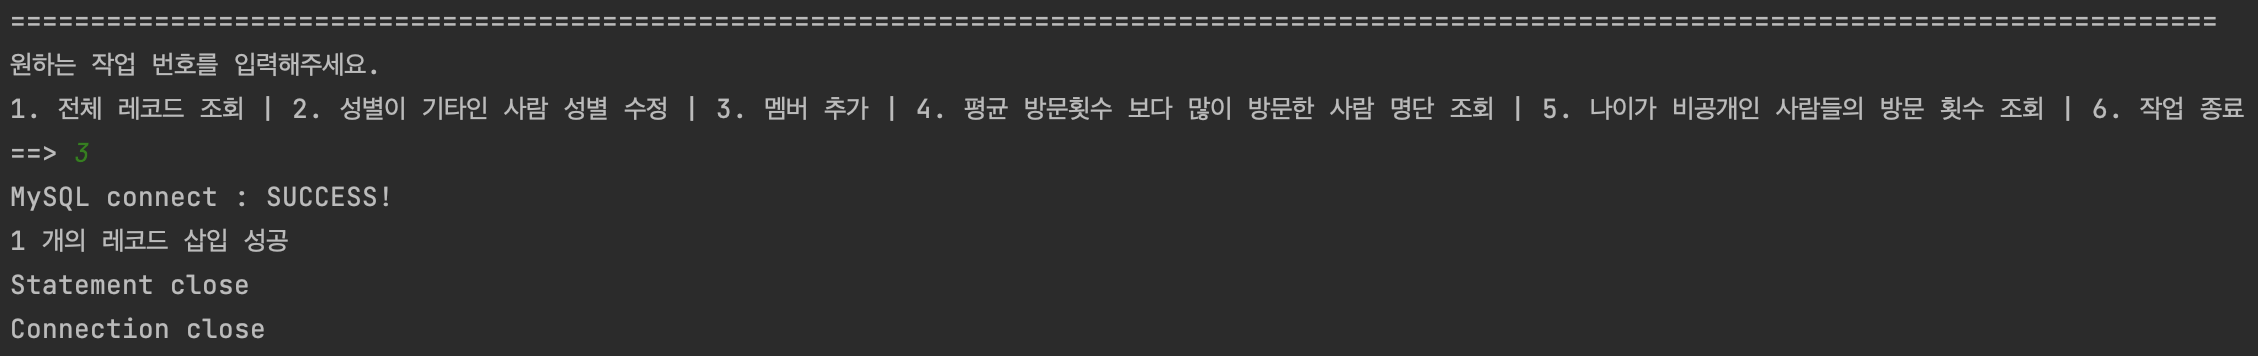 ==========================================================================================================================================
원하는 작업 번호를 입력해주세요.
1. 전체 레코드 조회 | 2. 성별이 기타인 사람 성별 수정 | 3. 멤버 추가 | 4. 평균 방문횟수 보다 많이 방문한 사람 명단 조회 | 5. 나이가 비공개인 사람들의 방문 횟수 조회 | 6. 작업 종료
==> 3
MySQL connect : SUCCESS!
1 개의 레코드 삽입 성공
Statement close
Connection close